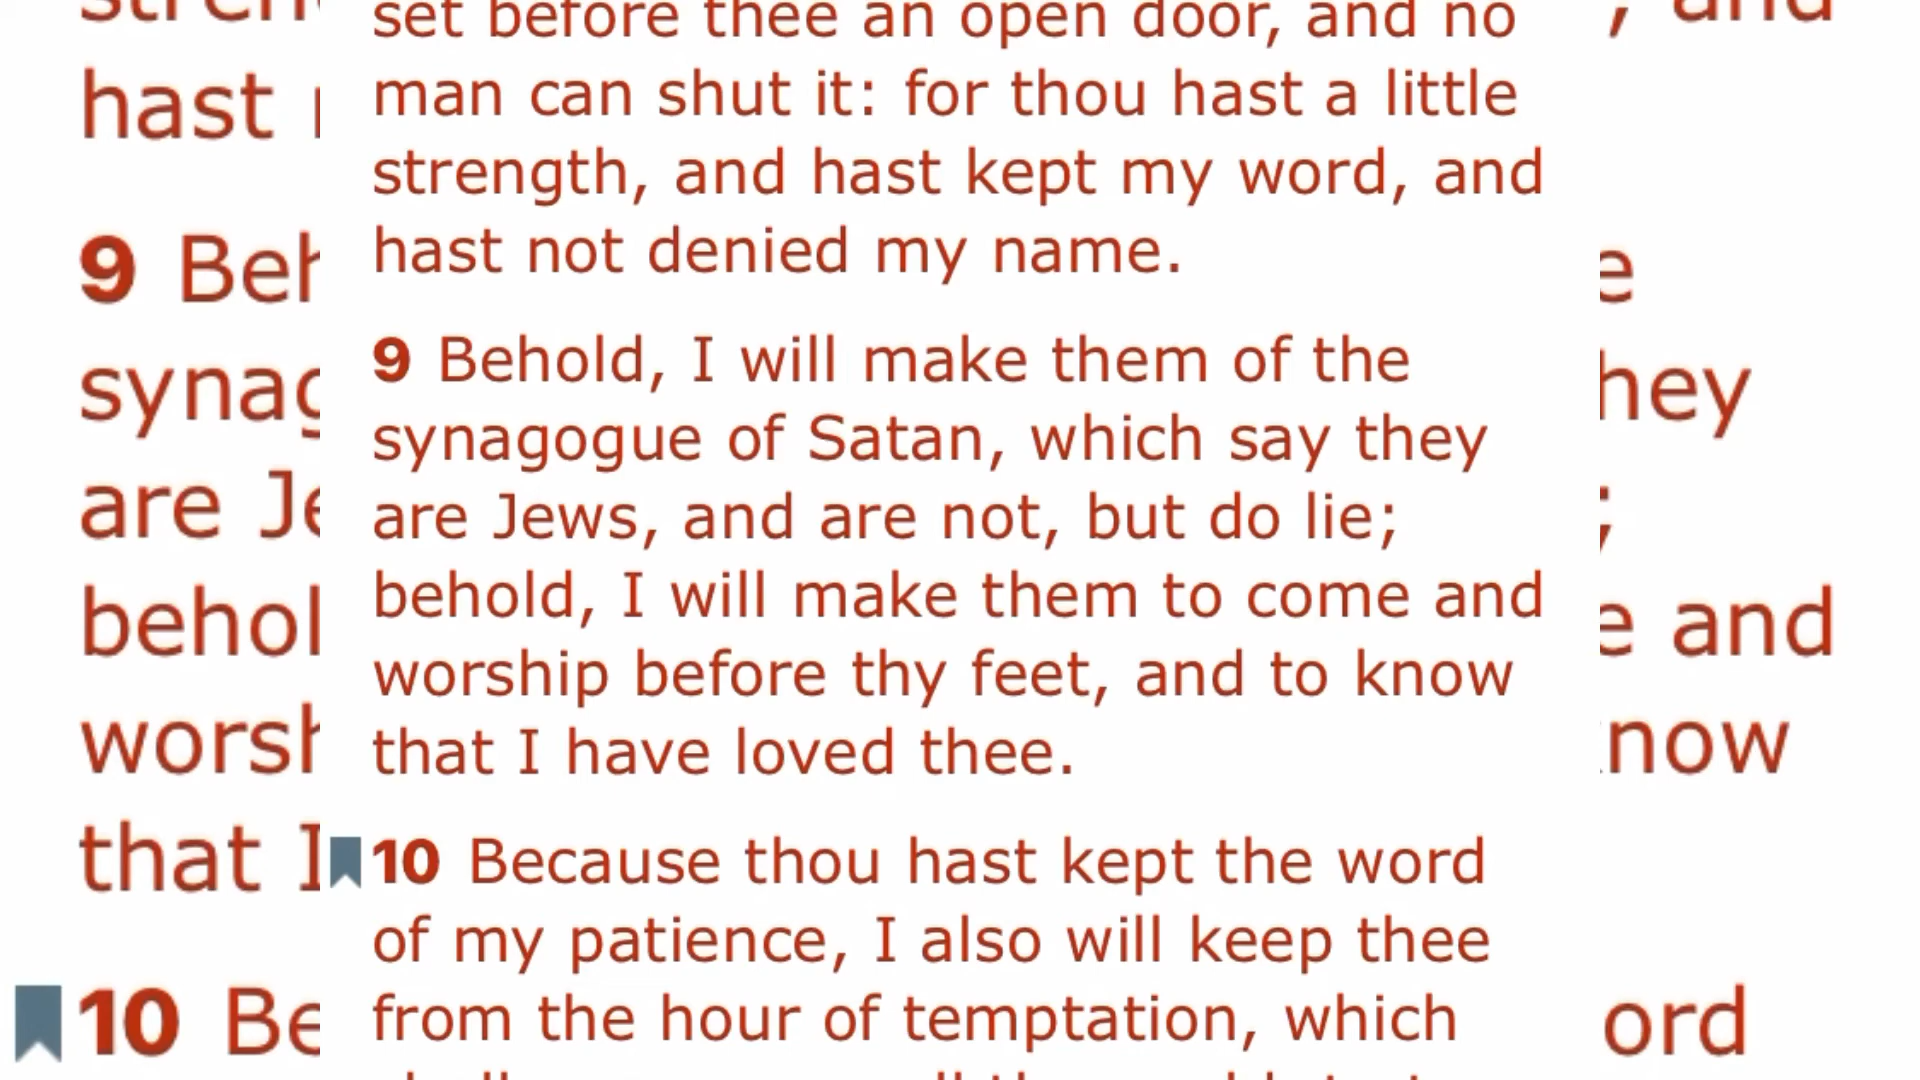 set before thee an open door, and no
man can shut it: for thou hast a little
strength, and hast kept my word, and
hast not denied my name.
9 Behold, I will make them of the
synagogue of Satan, which say they
are Jews, and are not, but do lie;
behold, I will make them to come and
worship before thy feet, and to know
that I have loved thee.
10 Because thou hast kept the word
of my patience, I also will keep thee
from the hour of temptation, which